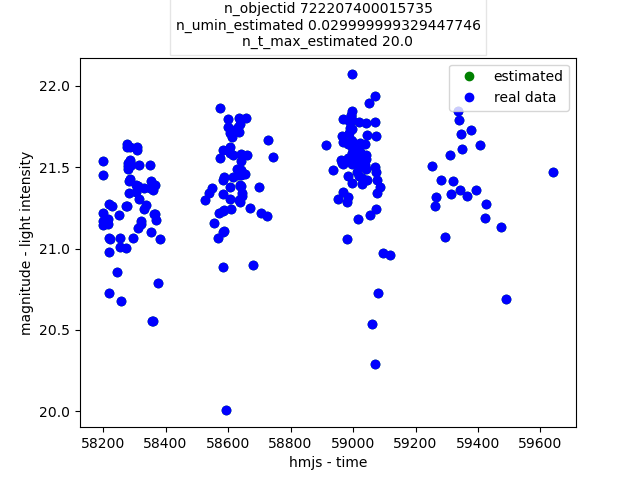 n_objectid 722207400015735
n_umin_estimated 0.029999999329447746
n_t_max_estimated 20.0
estimated
real data
magnitude - light intensity
22.0
21.5
21.0
20.5
20.0
58200 58400 58600 58800 59000 59200 59400 59600
hmjs - time